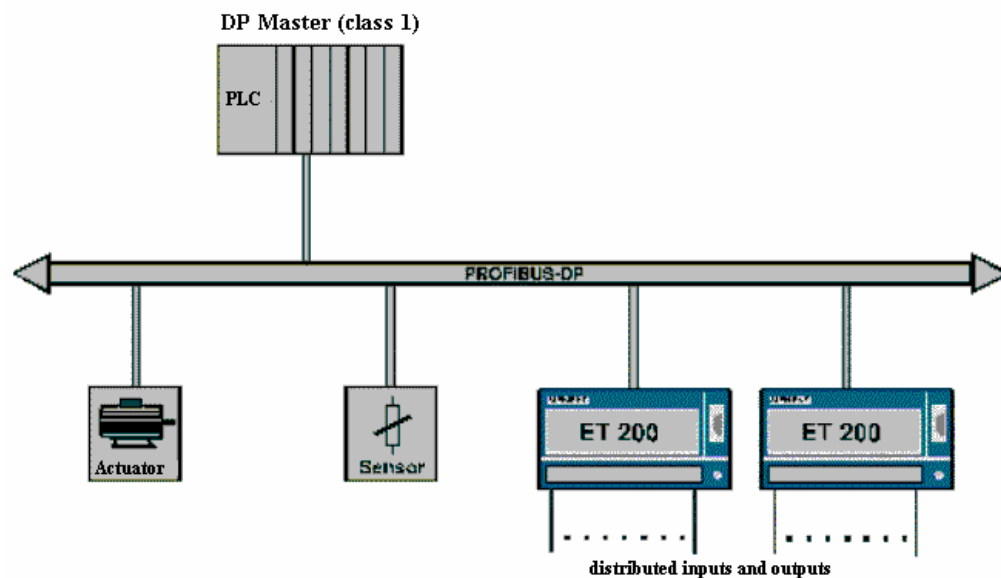 DP Master (class 1)
PLC
PROFIBUS-DP
Actuator
Sensor
ET 200
ET 200
distributed inputs and outputs